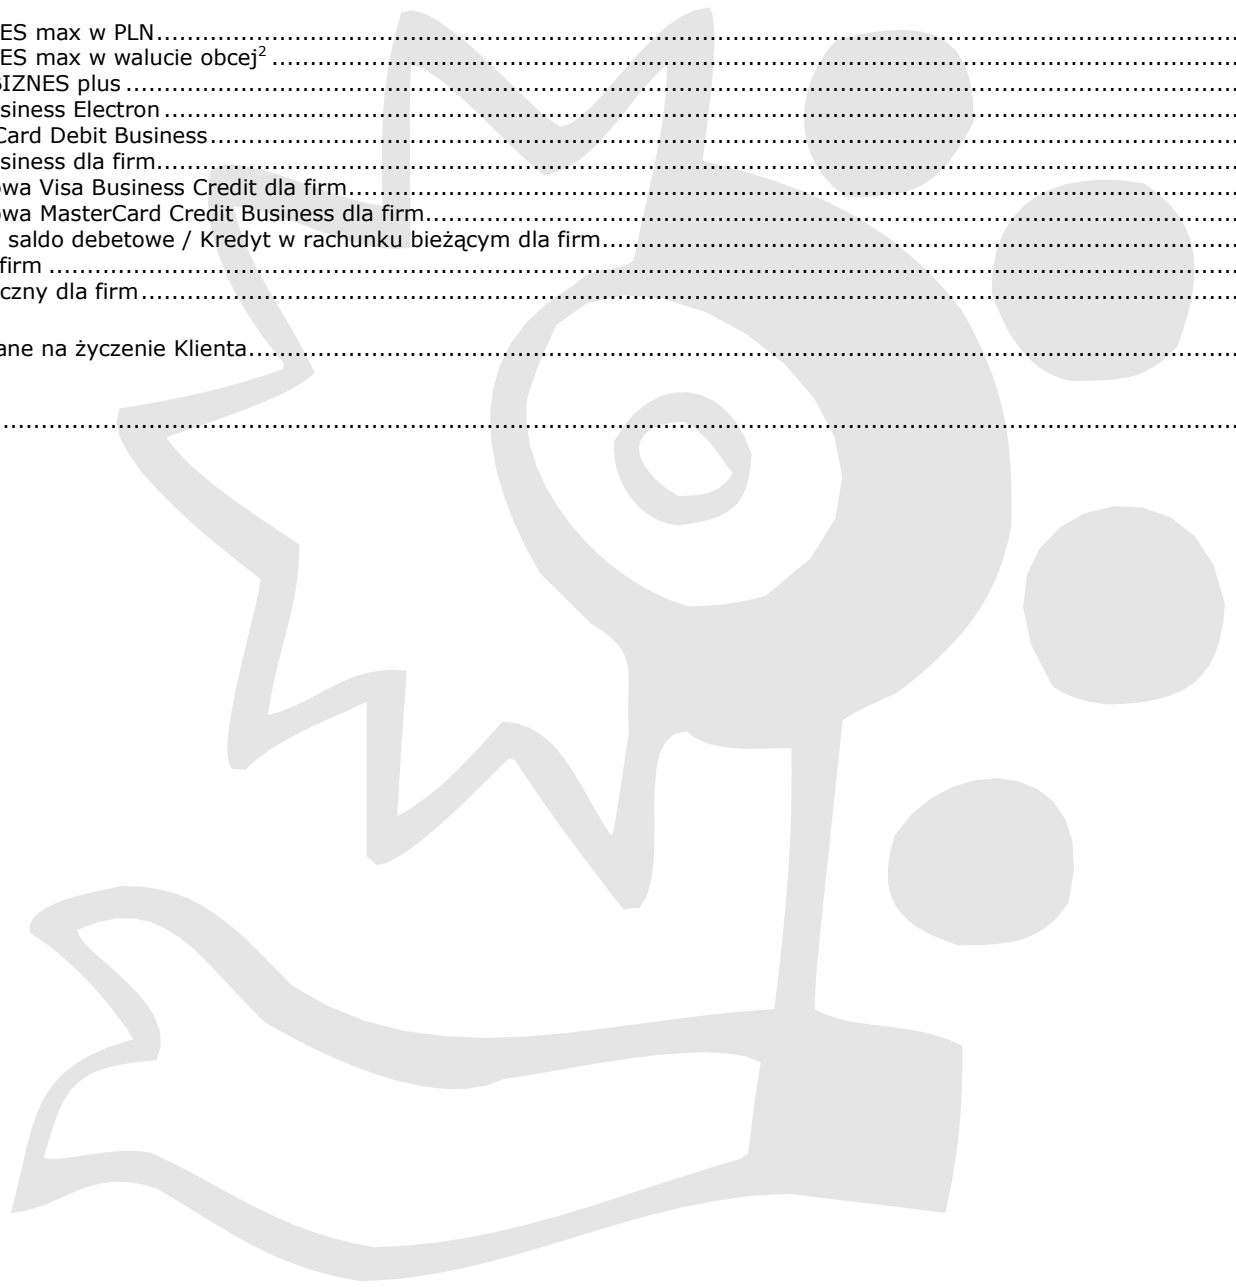 ES max w PLN........................................................................................................................
ES max w walucie obcej²........................................................................................................................
BIZNES plus........................................................................................................................
siness Electron........................................................................................................................
Card Debit Business........................................................................................................................
siness dla firm........................................................................................................................
owa Visa Business Credit dla firm........................................................................................................................
owa MasterCard Credit Business dla firm........................................................................................................................
saldo debetowe / Kredyt w rachunku bieżącym dla firm........................................................................................................................
firm........................................................................................................................
czny dla firm........................................................................................................................
ane na życzenie Klienta........................................................................................................................
........................................................................................................................